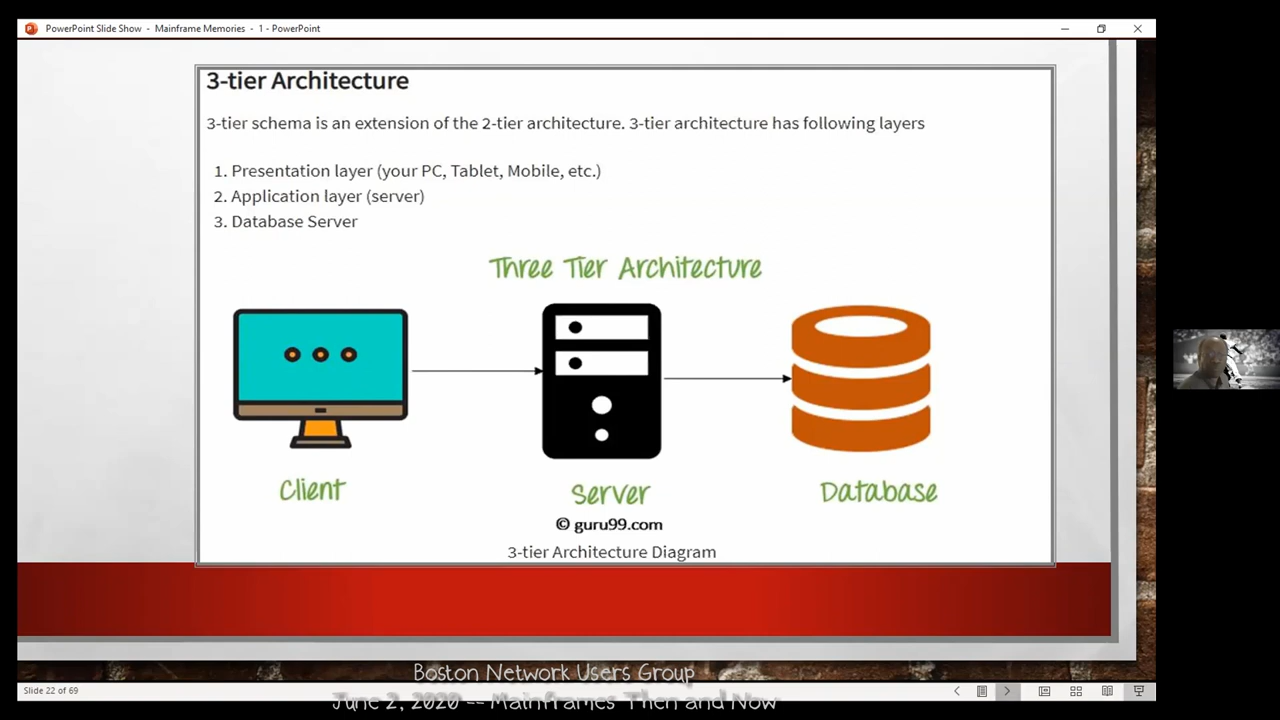 PowerPoint Slide Show - Mainframe Memories - 1 - PowerPoint
3-tier Architecture
3-tier schema is an extension of the 2-tier architecture. 3-tier architecture has following layers
1. Presentation layer (your PC, Tablet, Mobile, etc.)
2. Application layer (server)
3. Database Server
Three Tier Architecture
Client
Server
Database
© guru99.com
3-tier Architecture Diagram
Boston Network Users Group
Slide 22 of 69
June 2, 2020 -- Mainframes Then and Now